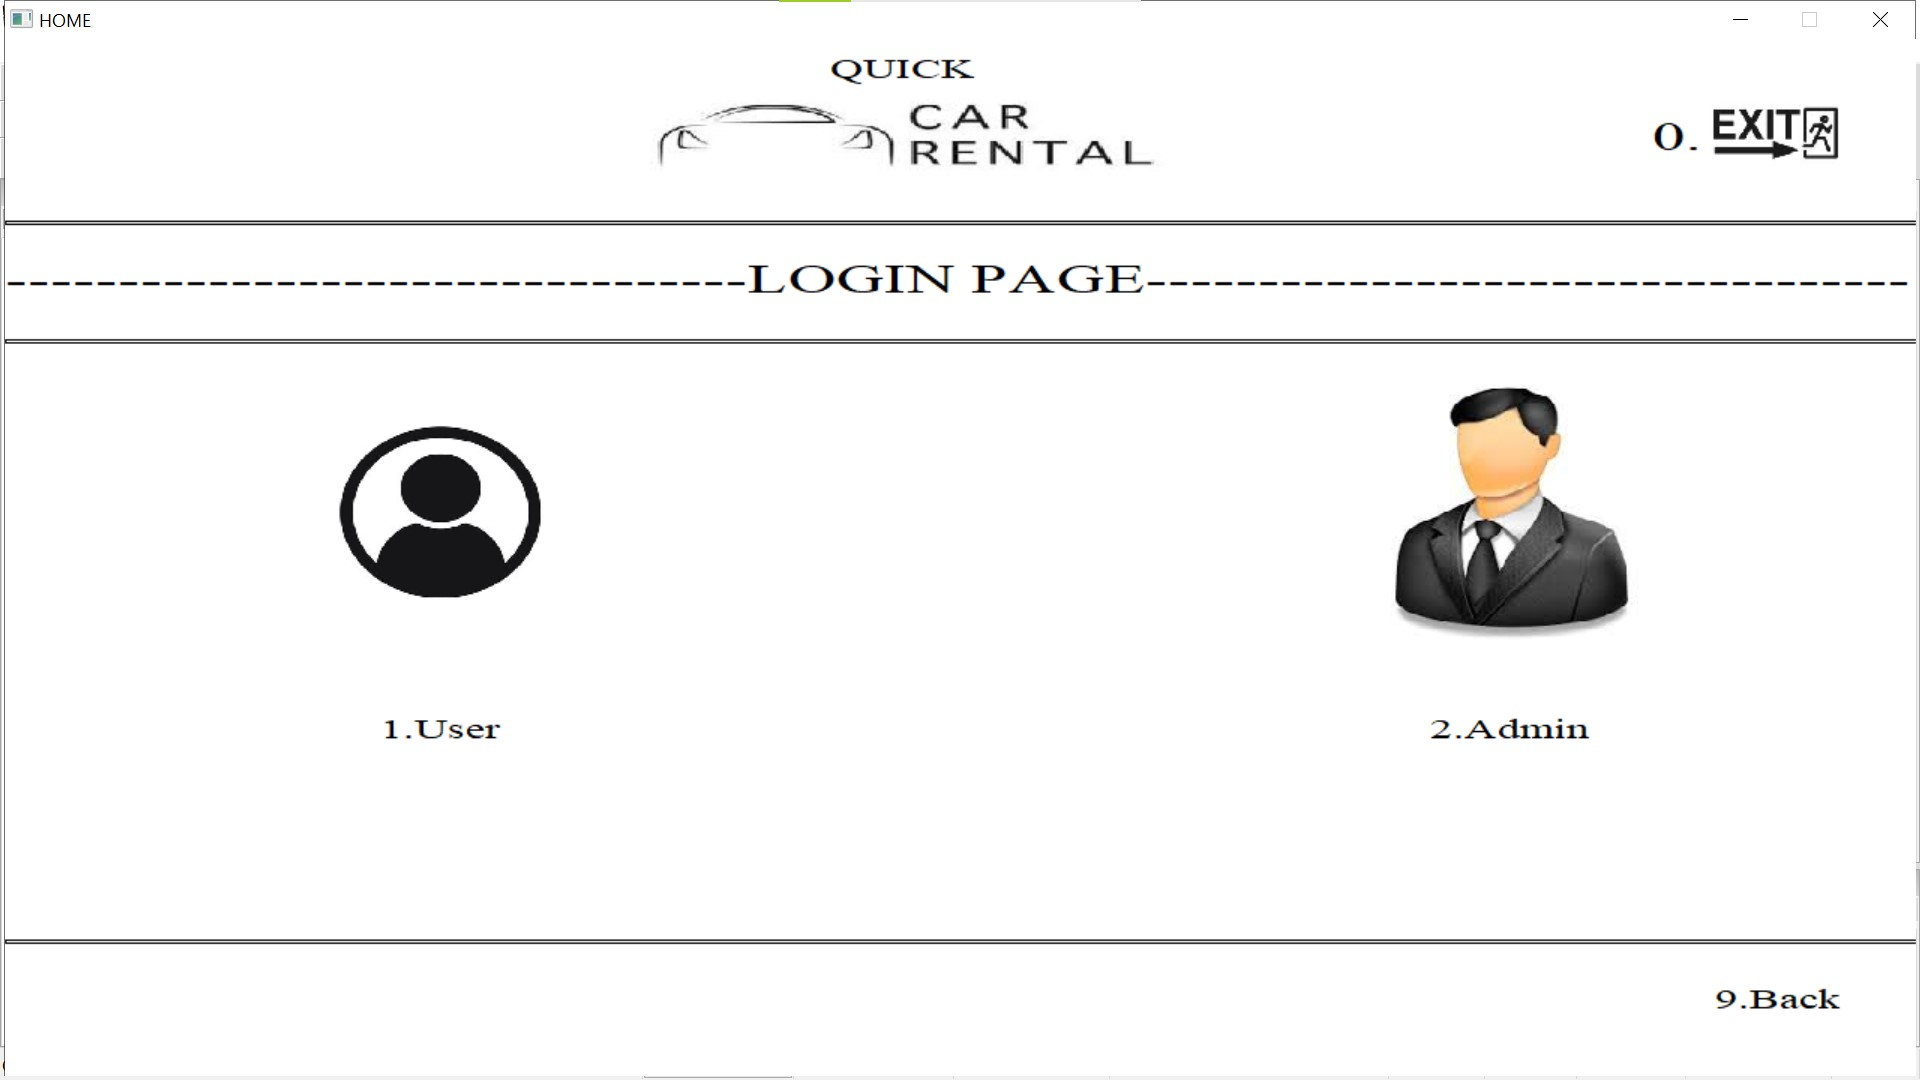 HOME
QUICK
CAR
RENTAL
0. EXIT
---------------------------------LOGIN PAGE----------------------------------
1.User
2.Admin
9.Back